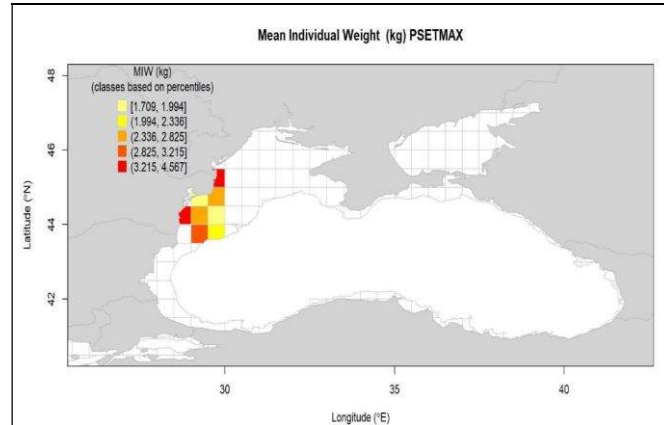 Mean Individual Weight (kg) PSETMAX
MIW (kg)
(classes based on percentiles)
[1.709, 1.994]
(1.994, 2.336]
(2.336, 2.825]
(2.825, 3.215]
(3.215, 4.567]
Latitude (°N)
48
46
44
42
30
35
40
Longitude (°E)